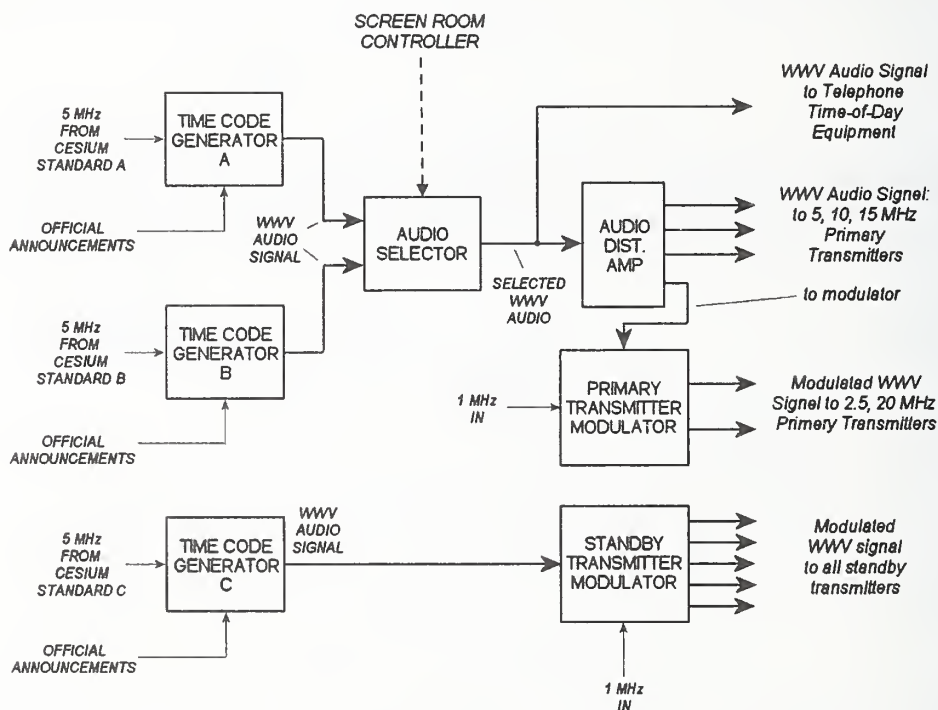 SCREEN ROOM
CONTROLLER
WWV Audio Signal
to Telephone
Time-of-Day
Equipment
5 MHz
FROM
CESIUM
STANDARD A
TIME CODE
GENERATOR
A
OFFICIAL
ANNOUNCEMENTS
WWV
AUDIO
SIGNAL
AUDIO
SELECTOR
SELECTED
WWV
AUDIO
AUDIO
DIST.
AMP
WWV Audio Signel:
to 5, 10, 15 MHz
Primary
Transmitters
to modulator
5 MHz
FROM
CESIUM
STANDARD B
TIME CODE
GENERATOR
B
OFFICIAL
ANNOUNCEMENTS
1 MHz
IN
PRIMARY
TRANSMITTER
MODULATOR
Modulated WWV
Signal to 2.5, 20 MHz
Primary Transmitters
5 MHz
FROM
CESIUM
STANDARD C
TIME CODE
GENERATOR
C
WWV
AUDIO
SIGNAL
OFFICIAL
ANNOUNCEMENTS
STANDBY
TRANSMITTER
MODULATOR
Modulated
WWV signal
to all standby
transmitters
1 MHz
IN